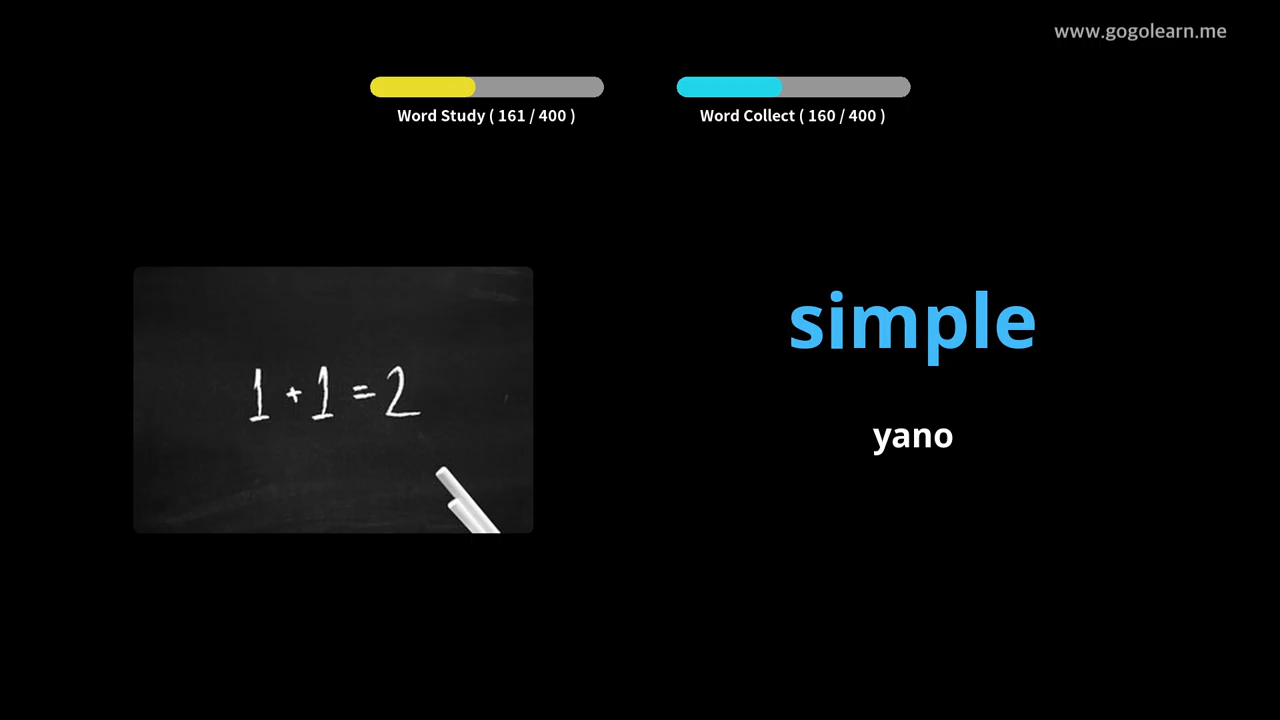 www.gogolearn.me
Word Study ( 161 / 400 )
Word Collect ( 160 / 400 )
1 + 1 = 2
simple
yano